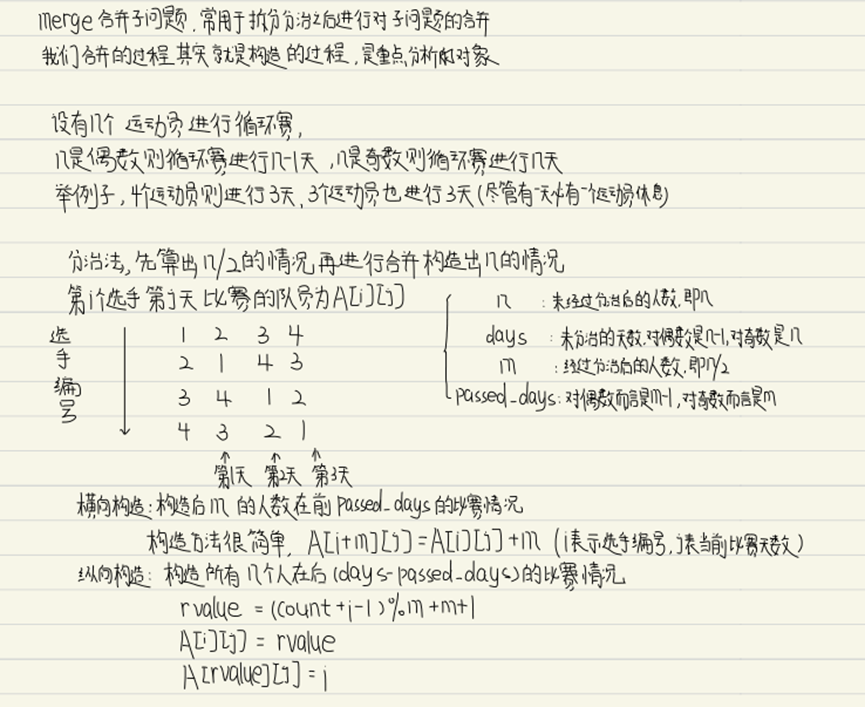 merge合并子问题,常用于拆分分治之后进行对子问题的合并
我们合并的过程其实就是构造的过程,是重点分析的对象
设有n个 运动员进行循环赛,
n是偶数则循环赛进行n-1天,n是奇数则循环赛进行n天
举例子,4个运动员则进行3天,3个运动员也进行3天(尽管有一天必有一个运动员休息)
分治法,先算出n/2的情况再进行合并构造出n的情况
第i个选手第j天比赛的队员为A[i][j]
n :未经过分治后的人数,即n
days :未分治的天数,对偶数是n-1,对奇数是n
m :经过分治后的人数,即n/2
passed_days:对偶数而言是m-1,对奇数而言是m
选手编号
1 2 3 4
2 1 4 3
3 4 1 2
4 3 2 1
第1天 第2天 第3天
横向构造:构造后m的人数在前passed_days的比赛情况
构造方法很简单,A[i+m][j]=A[i][j]+m (i表示选手编号,j表当前比赛天数)
纵向构造:构造所有n个人在后(days-passed_days)的比赛情况
rvalue =(count+i-1)%m+m+1
A[i][j] = rvalue
A[rvalue][j]=i